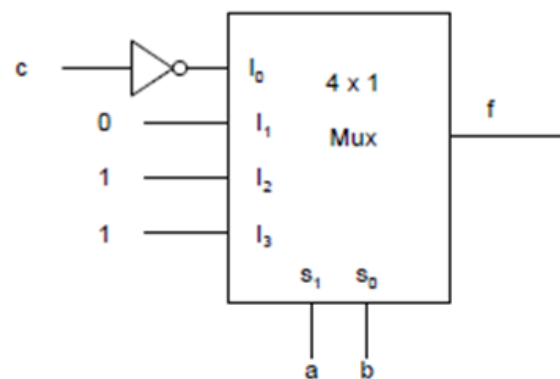 c I₀ 4 x 1
f
0 I₁ Mux
1 I₂
1 I₃
s₁ s₀
a b